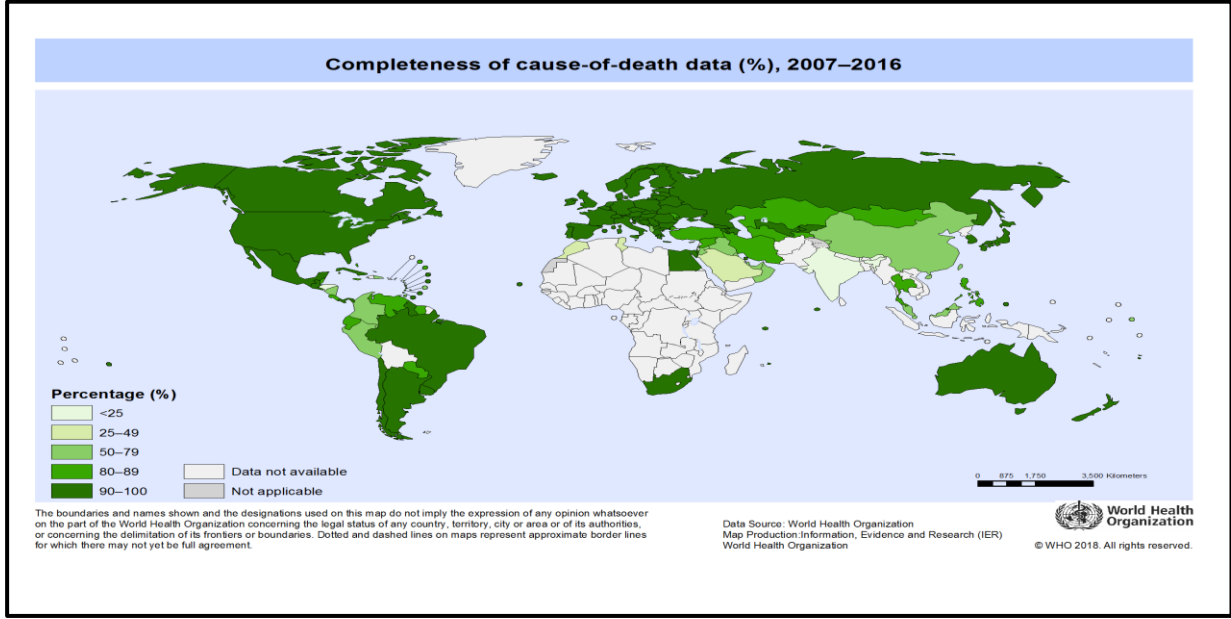 Completeness of cause-of-death data (%), 2007–2016
Percentage (%)
<25
25–49
50–79
80–89
90–100
Data not available
Not applicable
0 875 1,750 3,500 Kilometers
The boundaries and names shown and the designations used on this map do not imply the expression of any opinion whatsoever
on the part of the World Health Organization concerning the legal status of any country, territory, city or area or of its authorities,
or concerning the delimitation of its frontiers or boundaries. Dotted and dashed lines on maps represent approximate border lines
for which there may not yet be full agreement.
Data Source: World Health Organization
Map Production:Information, Evidence and Research (IER)
World Health Organization
World Health
Organization
© WHO 2018. All rights reserved.